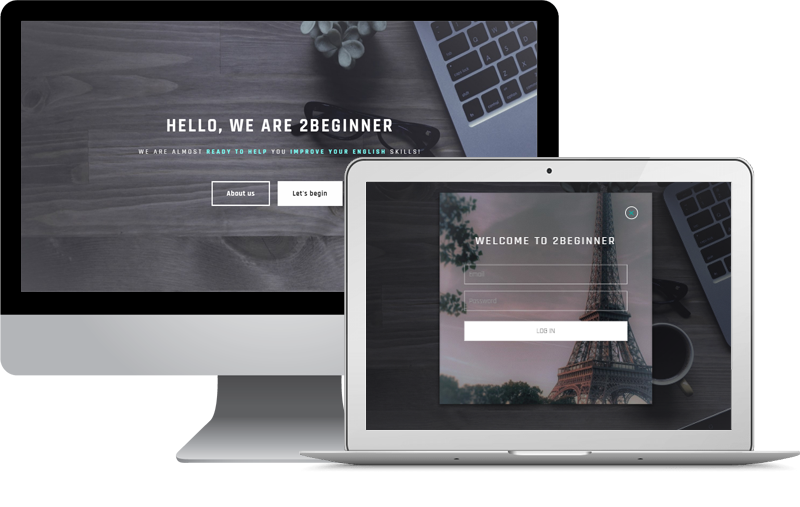 HELLO, WE ARE 2BEGINNER
WE ARE ALMOST READY TO HELP YOU IMPROVE YOUR ENGLISH SKILLS!
About us
Let's begin
WELCOME TO 2BEGINNER
Email
Password
LOG IN